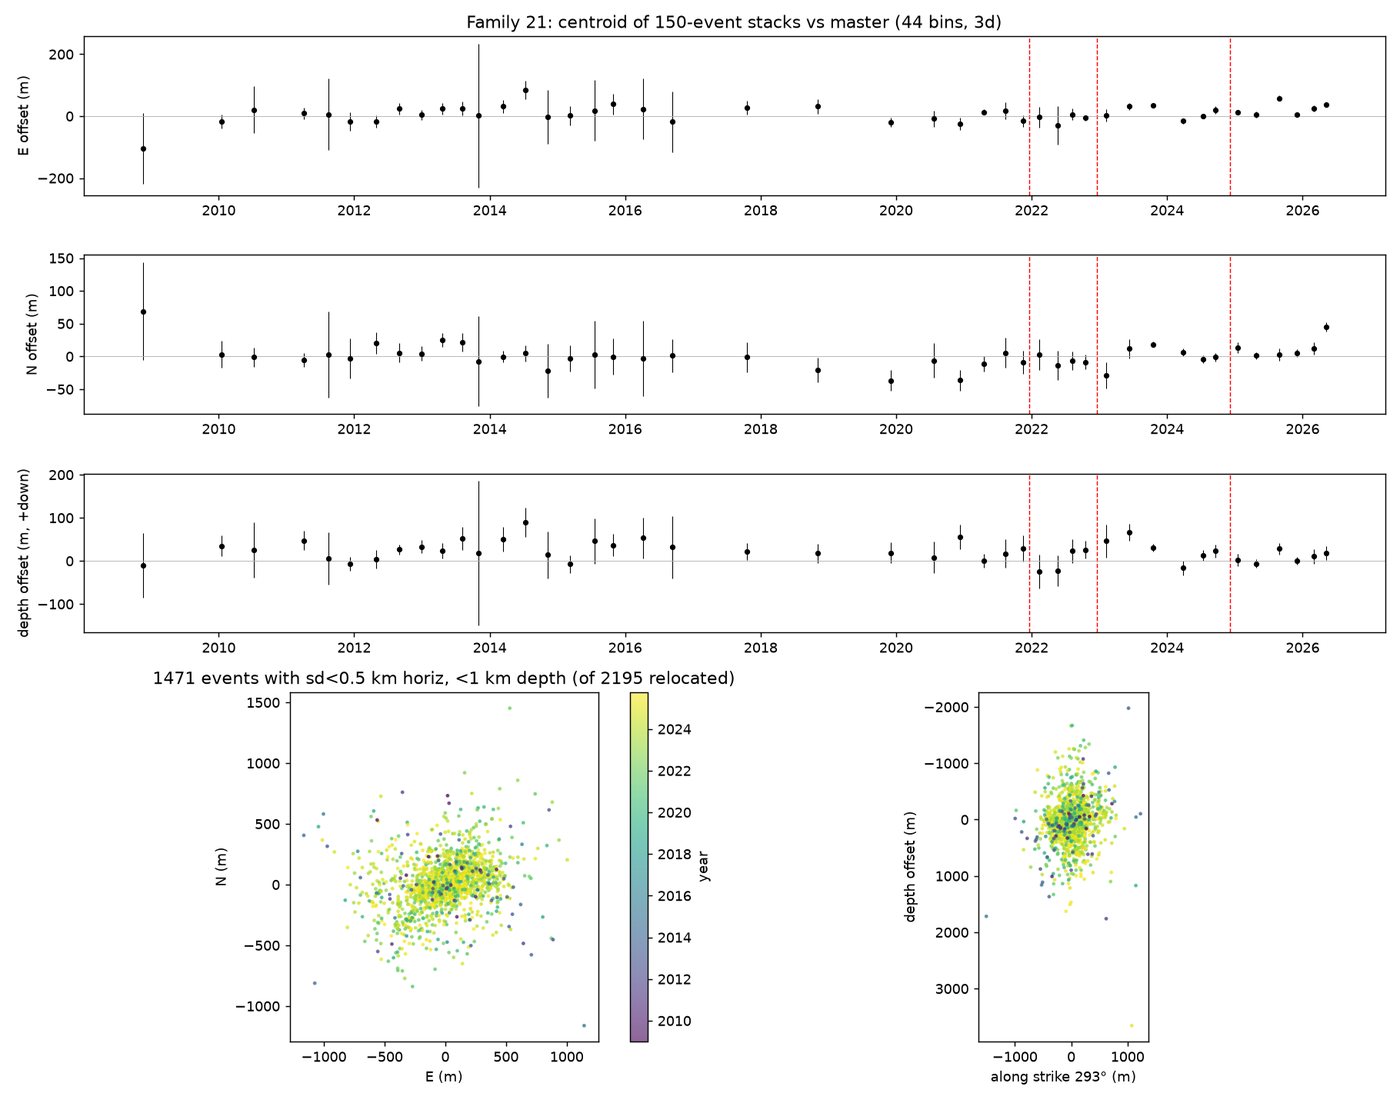 Family 21: centroid of 150-event stacks vs master (44 bins, 3d)
E offset (m)
200
0
−200
2010 2012 2014 2016 2018 2020 2022 2024 2026
N offset (m)
150
100
50
0
−50
2010 2012 2014 2016 2018 2020 2022 2024 2026
depth offset (m, +down)
200
100
0
−100
2010 2012 2014 2016 2018 2020 2022 2024 2026
1471 events with sd<0.5 km horiz, <1 km depth (of 2195 relocated)
N (m)
1500
1000
500
0
−500
−1000
−1000 −500 0 500 1000
E (m)
2024
2022
2020
2018
2016
2014
2012
2010
year
depth offset (m)
−2000
−1000
0
1000
2000
3000
−1000 0 1000
along strike 293° (m)